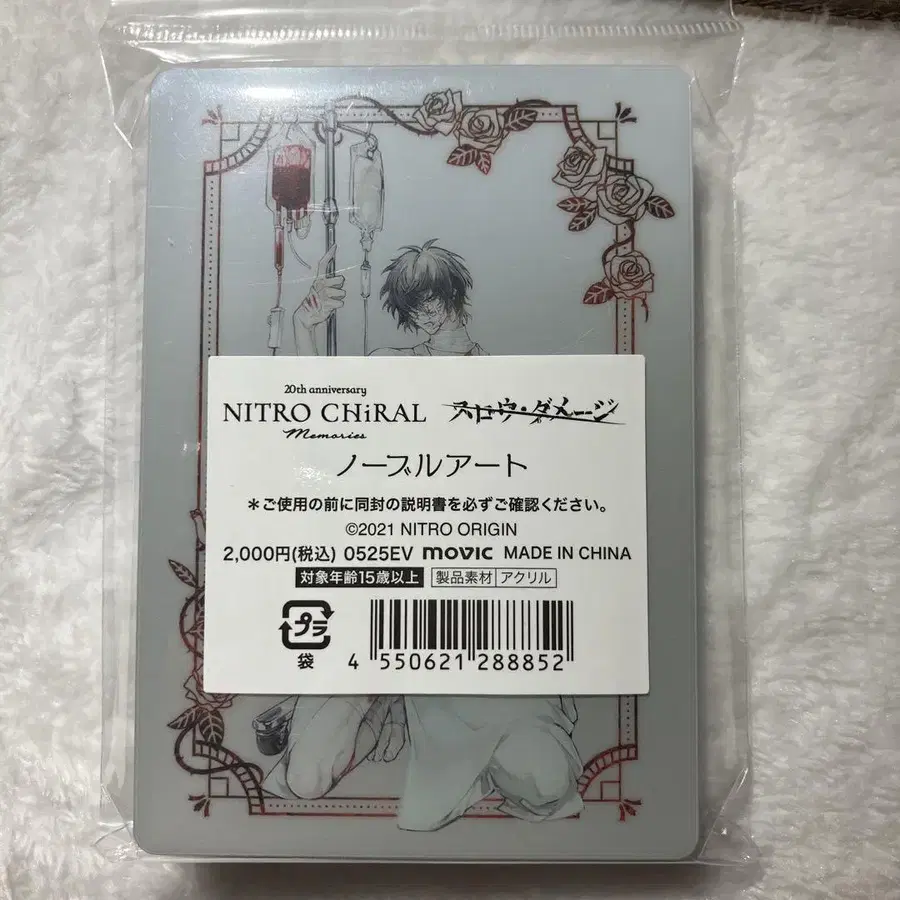 20th anniversary
NITRO CHiRAL スロウ・ダメージ
Memories
ノーブルアート
＊ご使用の前に同封の説明書を必ずご確認ください。
©2021 NITRO ORIGIN
2,000円(税込) 0525EV movic MADE IN CHINA
対象年齢15歳以上 製品素材 アクリル
プラ
袋
4 550621 288852